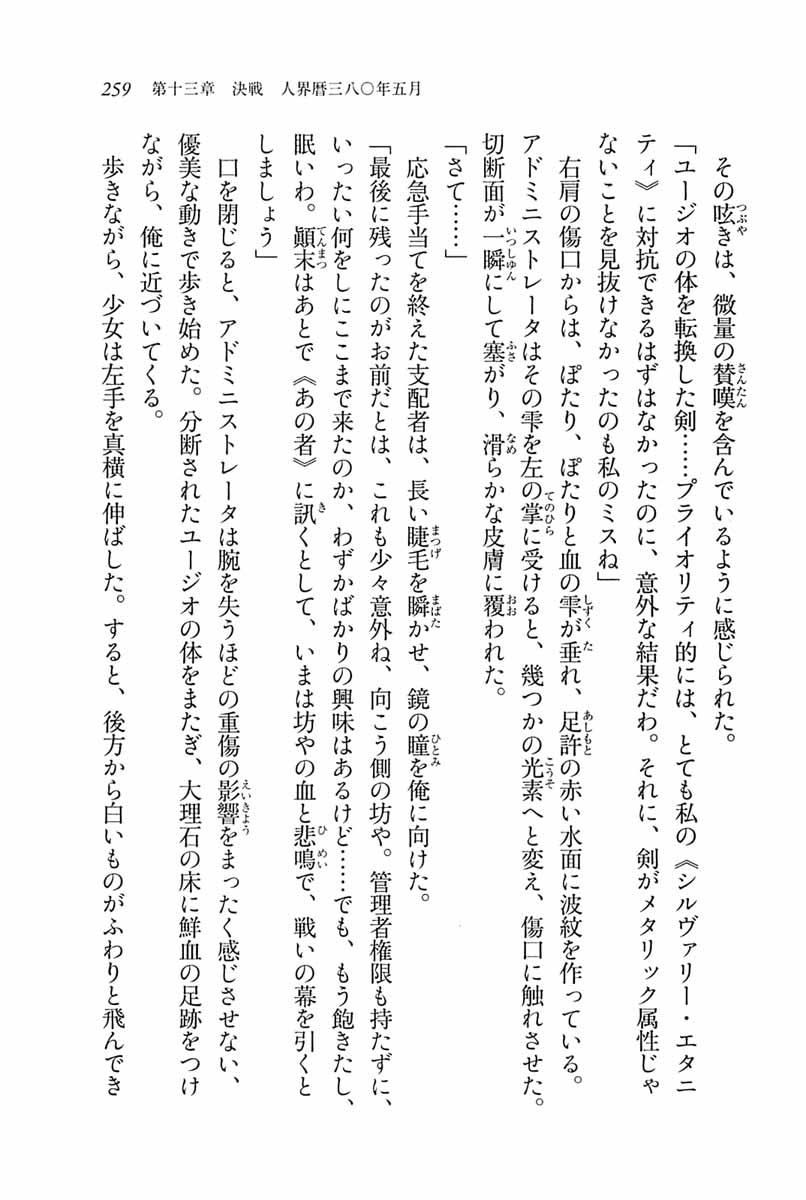 259 第十三章 決戦 人界暦三八〇年五月
その呟きは、微量の賛嘆を含んでいるように感じられた。
「ユージオの体を転換した剣……プライオリティ的には、とても私の《シルヴァリー・エタニ
ティ》に対抗できるはずはなかったのに、意外な結果だわ。それに、剣がメタリック属性じゃ
ないことを見抜けなかったのも私のミスね」
右肩の傷口からは、ぽたり、ぽたりと血の雫が垂れ、足許の赤い水面に波紋を作っている。
アドミニストレータはその雫を左の掌に受けると、幾つかの光素へと変え、傷口に触れさせた。
切断面が一瞬にして塞がり、滑らかな皮膚に覆われた。
「さて……」
応急手当てを終えた支配者は、長い睫毛を瞬かせ、鏡の瞳を俺に向けた。
「最後に残ったのがお前だとは、これも少々意外ね、向こう側の坊や。管理者権限も持たずに、
いったい何をしにここまで来たのか、わずかばかりの興味はあるけど……でも、もう飽きたし、
眠いわ。顛末はあとで《あの者》に訊くとして、いまは坊やの血と悲鳴で、戦いの幕を引くと
しましょう」
口を閉じると、アドミニストレータは腕を失うほどの重傷の影響をまったく感じさせない、
優美な動きで歩き始めた。分断されたユージオの体をまたぎ、大理石の床に鮮血の足跡をつけ
ながら、俺に近づいてくる。
歩きながら、少女は左手を真横に伸ばした。すると、後方から白いものがふわりと飛んでき